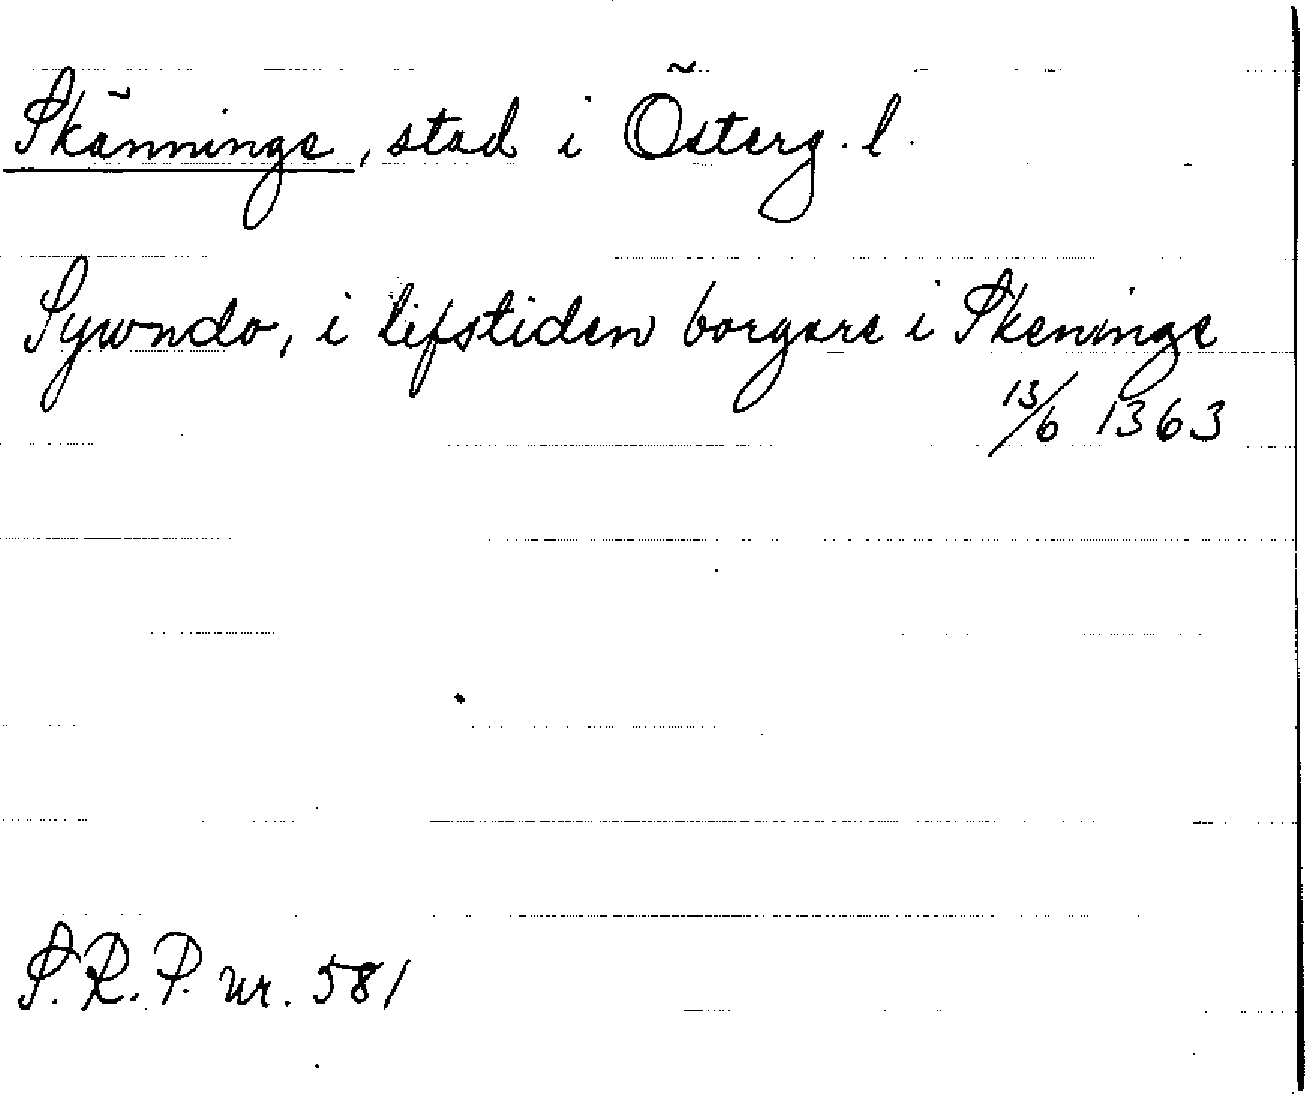 Skänninge, stad i Österg. l.
Sywndo, i lifstiden borgare i Skeninge
13/6 1363
S. R. P. nr. 581